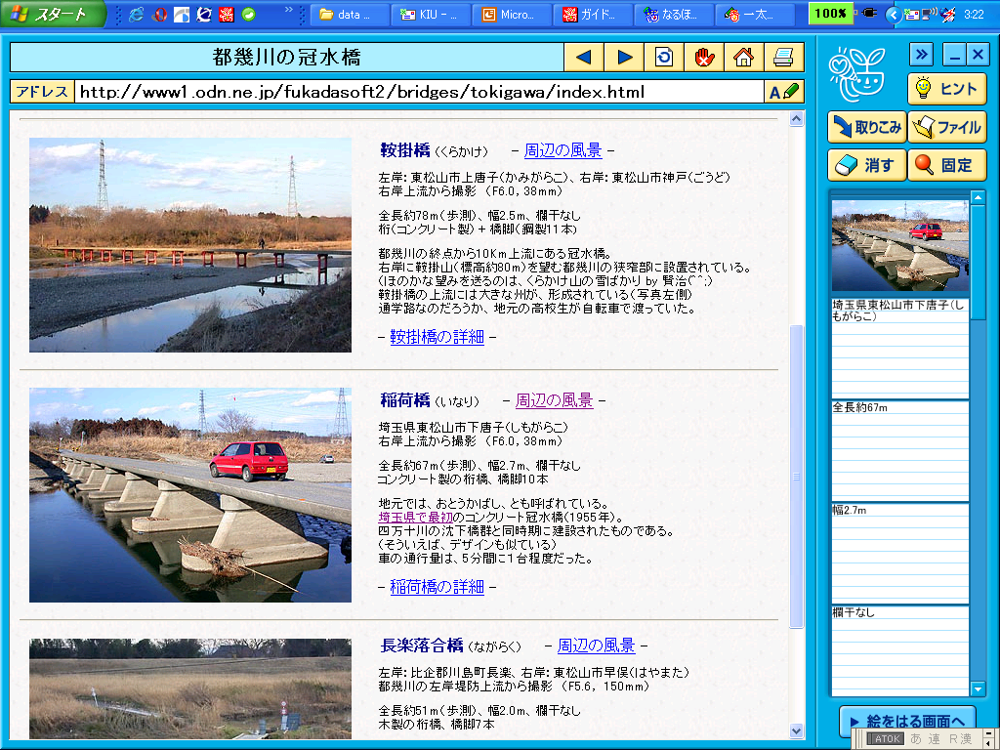 スタート
data ...
KIU - ...
Micro...
ガイド...
なるほ...
一太...
100%
3:22
都幾川の冠水橋
アドレス
http://www1.odn.ne.jp/fukadasoft2/bridges/tokigawa/index.html
A
鞍掛橋 (くらかけ) － 周辺の風景 －
左岸：東松山市上唐子(かみがらこ)、右岸：東松山市神戸(ごうど)
右岸上流から撮影 (F6.0, 38mm)
全長約78m(歩測)、幅2.5m、欄干なし
桁(コンクリート製) + 橋脚(鋼製11本)
都幾川の終点から10Km上流にある冠水橋。
右岸に鞍掛山(標高約80m)を望む都幾川の狭窄部に設置されている。
(ほのかな望みを送るのは、くらかけ山の雪ばかり by 賢治(^^;)
鞍掛橋の上流には大きな州が、形成されている(写真左側)
通学路なのだろうか、地元の高校生が自転車で渡っていた。
－ 鞍掛橋の詳細 －
稲荷橋 (いなり) － 周辺の風景 －
埼玉県東松山市下唐子(しもがらこ)
右岸上流から撮影 (F6.0, 38mm)
全長約67m(歩測)、幅2.7m、欄干なし
コンクリート製の桁橋、橋脚10本
地元では、おとうかばし、とも呼ばれている。
埼玉県で最初のコンクリート冠水橋(1955年)。
四万十川の沈下橋群と同時期に建設されたものである。
(そういえば、デザインも似ている)
車の通行量は、5分間に1台程度だった。
－ 稲荷橋の詳細 －
長楽落合橋 (ながらく) － 周辺の風景 －
左岸：比企郡川島町長楽、右岸：東松山市早俣(はやまた)
都幾川の左岸堤防上流から撮影 (F5.6, 150mm)
全長約51m(歩測)、幅2.0m、欄干なし
木製の桁橋、橋脚7本
ヒント
取りこみ
ファイル
消す
固定
埼玉県東松山市下唐子(し
もがらこ)
全長約67m
幅2.7m
欄干なし
絵をはる画面へ
ATOK あ 連 R漢